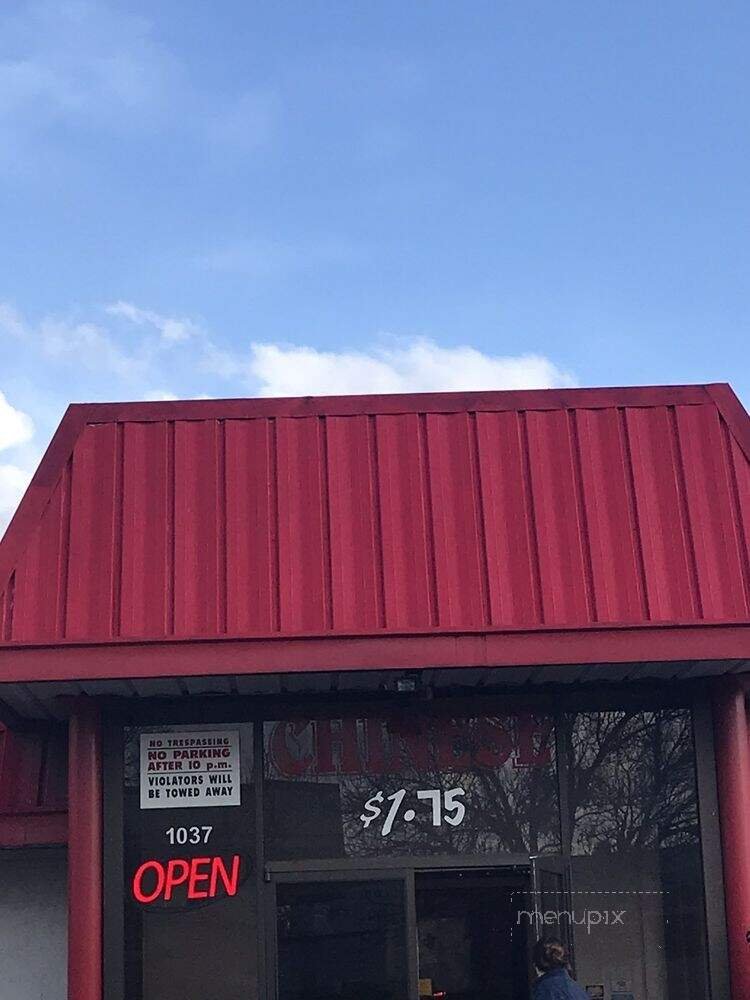 NO TRESPASSING
NO PARKING
AFTER 10 p.m.
VIOLATORS WILL
BE TOWED AWAY
CHINESE
$1.75
1037
OPEN
menupix